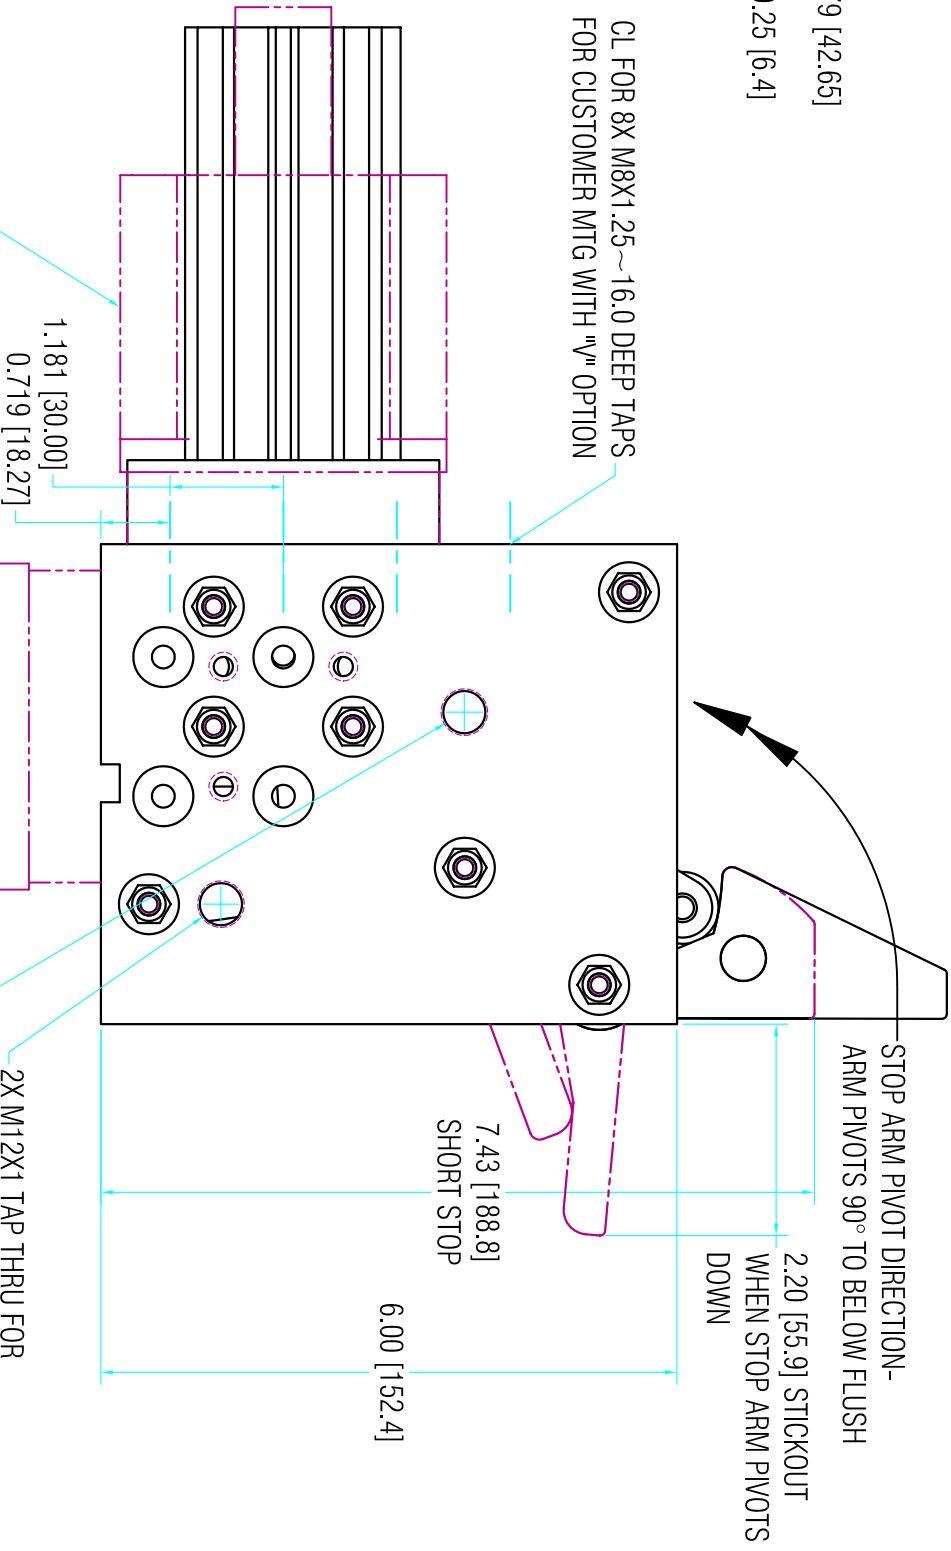 79 [42.65]
0.25 [6.4]
CL FOR 8X M8X1.25~16.0 DEEP TAPS
FOR CUSTOMER MTG WITH "V" OPTION
1.181 [30.00]
0.719 [18.27]
STOP ARM PIVOT DIRECTION-
ARM PIVOTS 90° TO BELOW FLUSH
2.20 [55.9] STICKOUT
WHEN STOP ARM PIVOTS
DOWN
7.43 [188.8]
SHORT STOP
6.00 [152.4]
2X M12X1 TAP THRU FOR